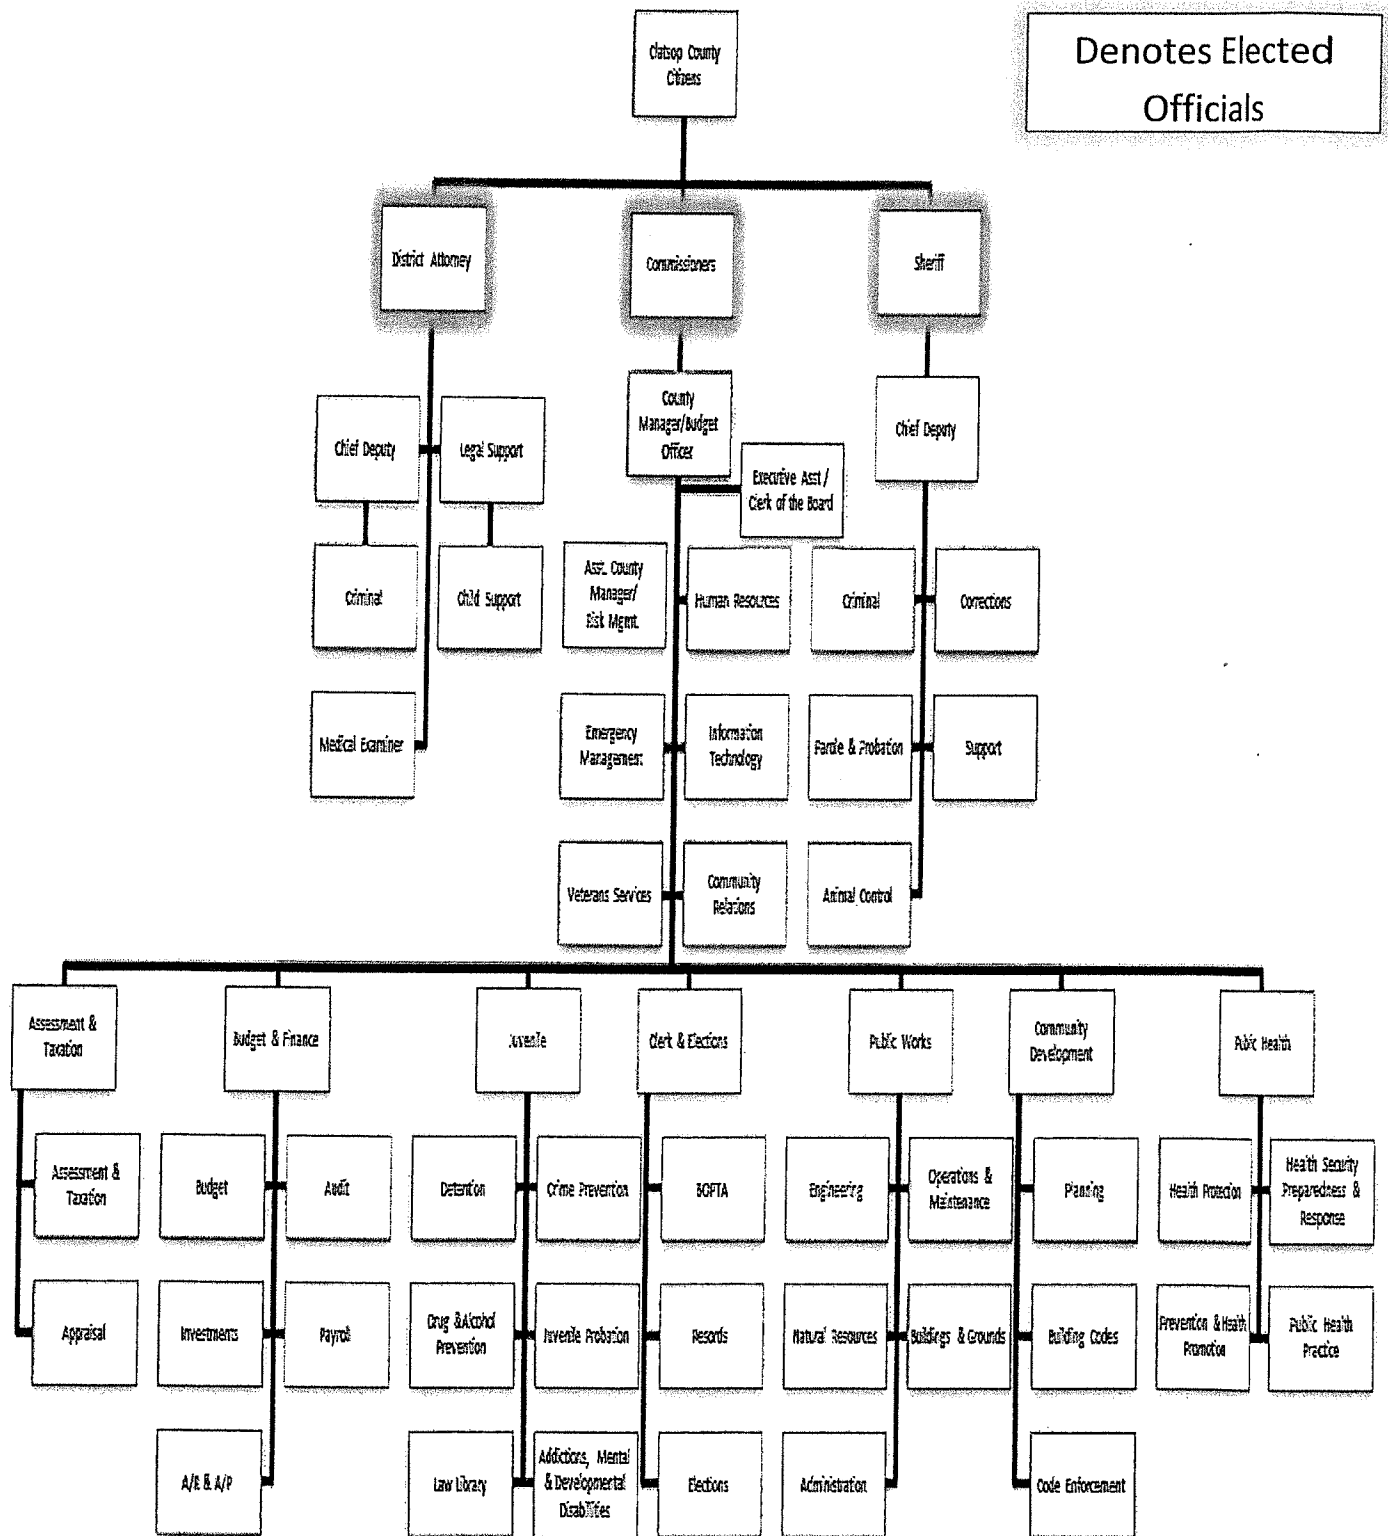 Clatsop County
Citizens
Denotes Elected
Officials
District Attorney
Commissioners
Sheriff
County
Manager/Budget
Officer
Chief Deputy
Executive Asst /
Clerk of the Board
Chief Deputy
Legal Support
Criminal
Child Support
Medical Examiner
Asst. County
Manager/
Risk Mgmt.
Human Resources
Emergency
Management
Information
Technology
Veterans Services
Community
Relations
Criminal
Corrections
Parole & Probation
Support
Animal Control
Assessment &
Taxation
Budget & Finance
Juvenile
Clerk & Elections
Public Works
Community
Development
Public Health
Assessment &
Taxation
Appraisal
Budget
Audit
Investments
Payroll
A/R & A/P
Detention
Crime Prevention
Drug & Alcohol
Prevention
Juvenile Probation
Law Library
Addictions, Mental
& Developmental
Disabilities
BOPTA
Records
Elections
Engineering
Operations &
Maintenance
Natural Resources
Buildings & Grounds
Administration
Planning
Building Codes
Code Enforcement
Health Protection
Health Security
Preparedness &
Response
Prevention & Health
Promotion
Public Health
Practice